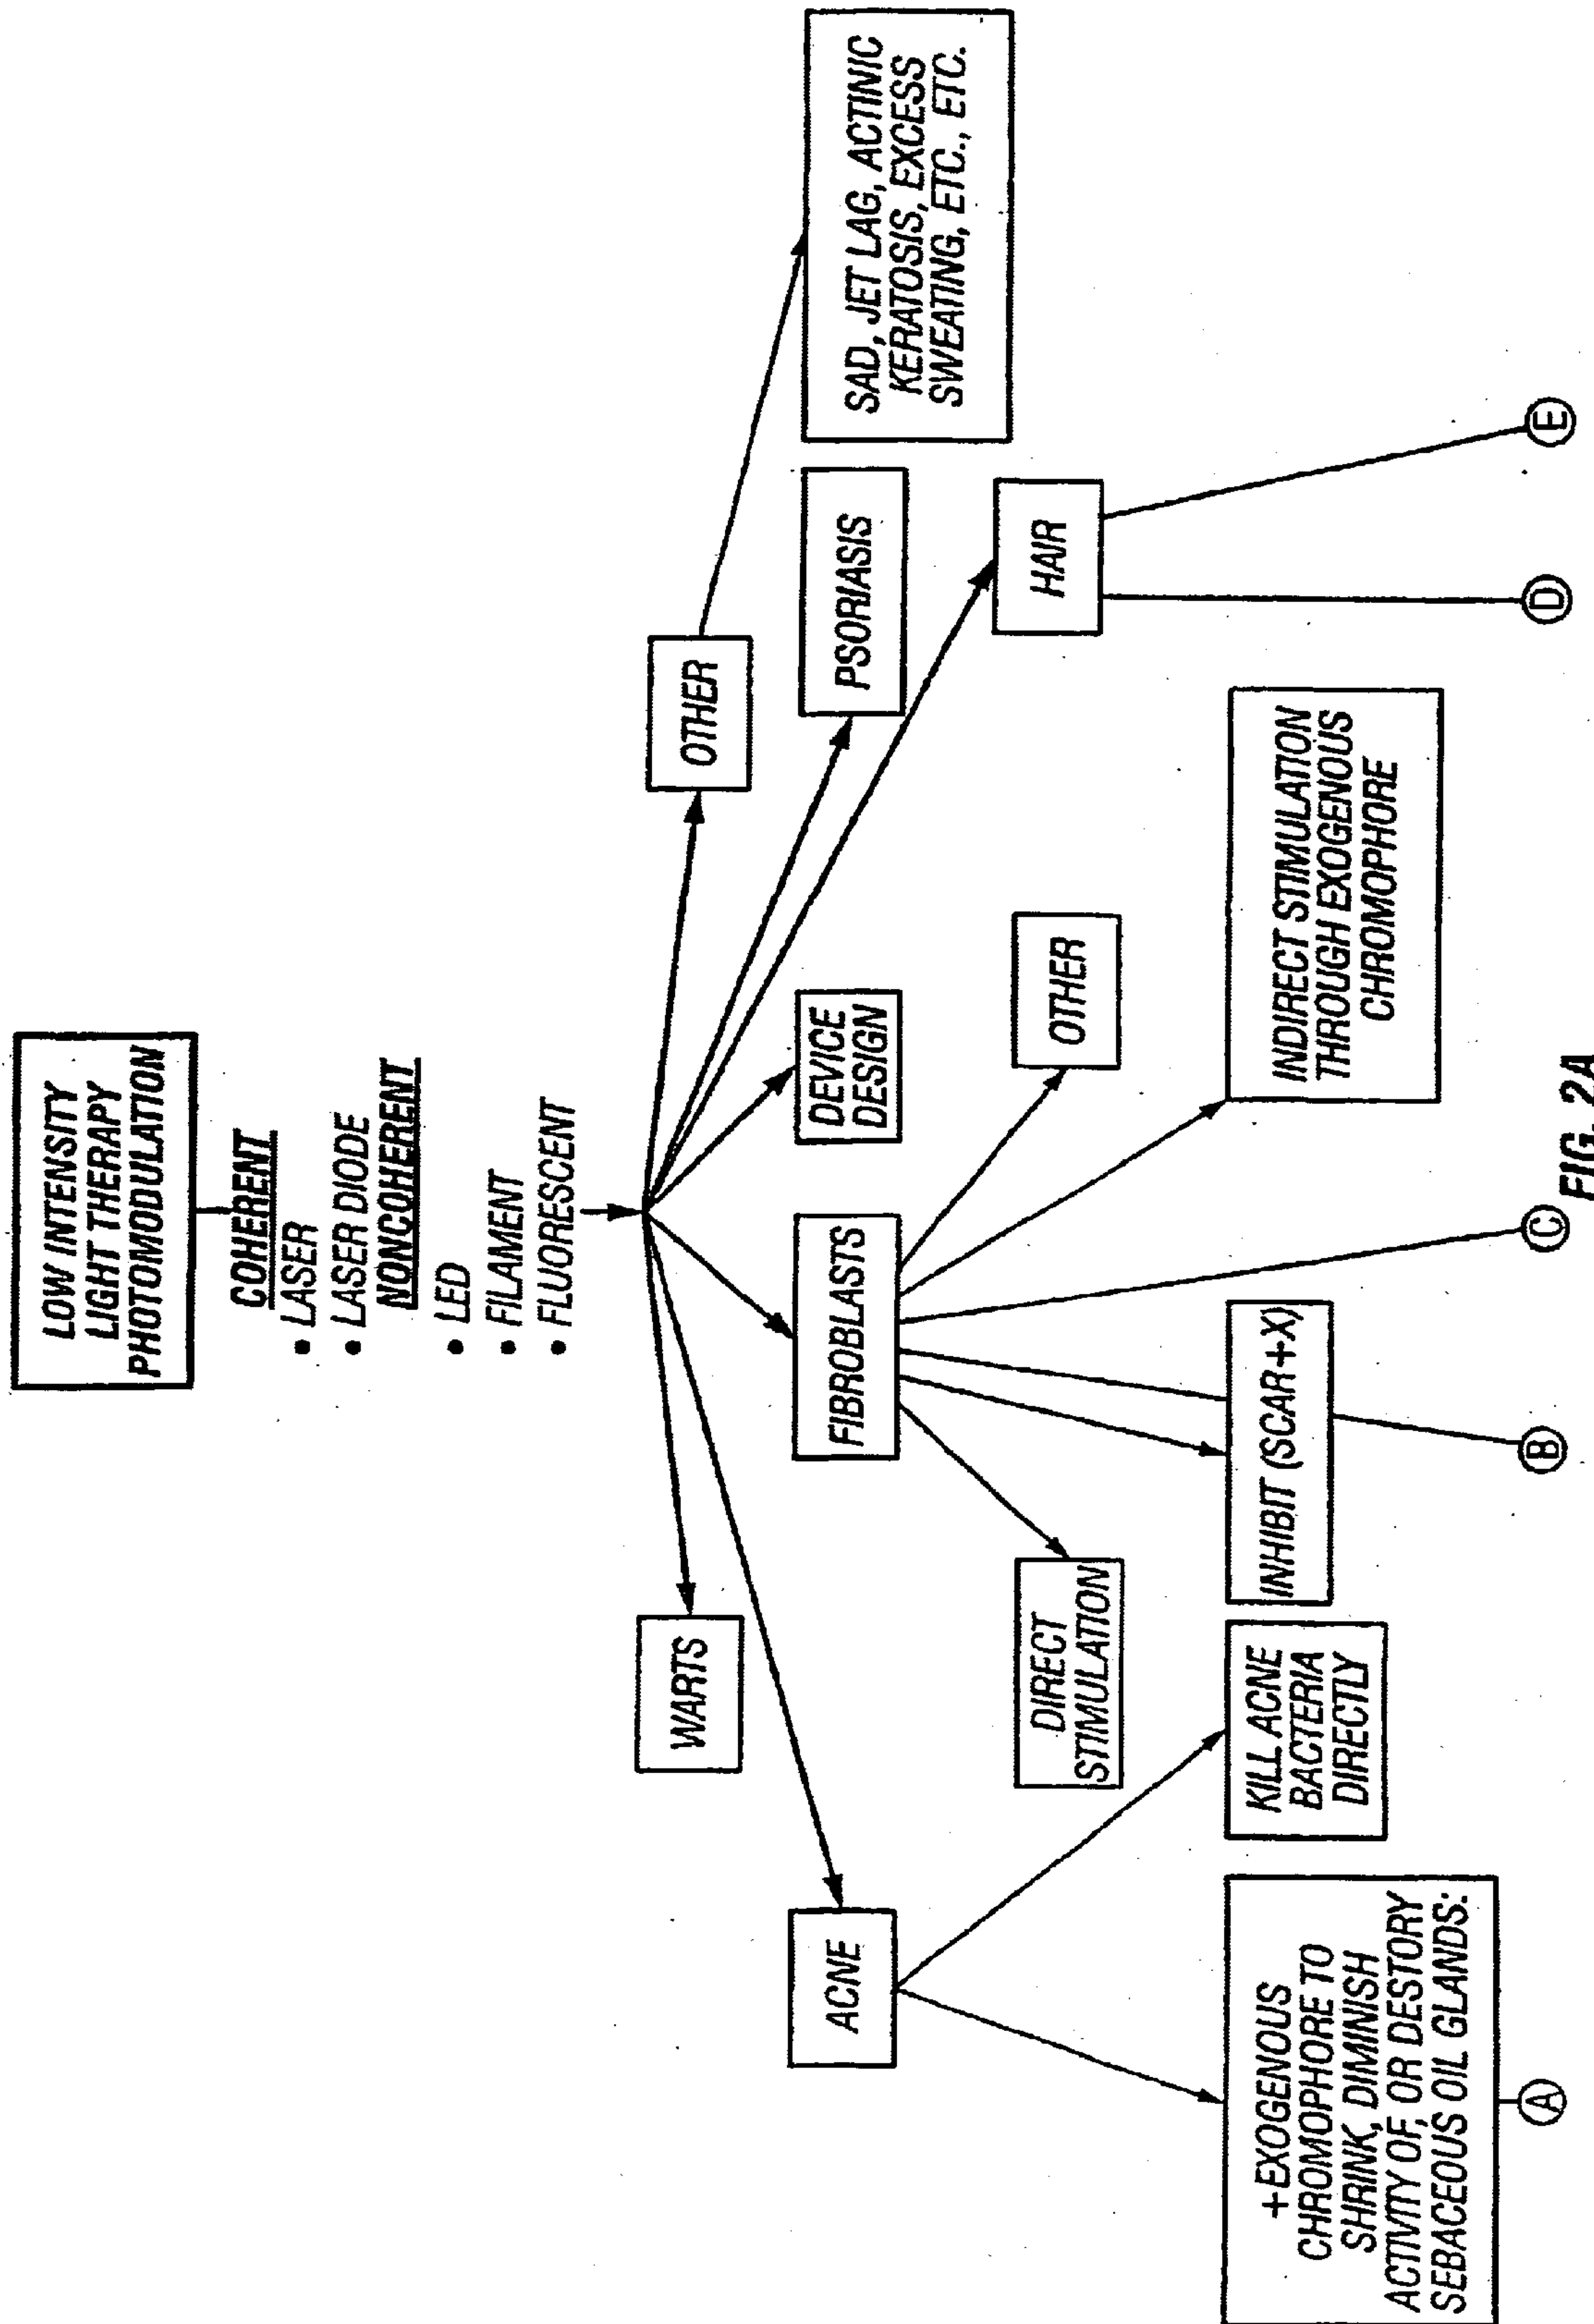 LOW INTENSITY
LIGHT THERAPY
PHOTOMODULATION
COHERENT
• LASER
• LASER DIODE
NONCOHERENT
• LED
• FILAMENT
• FLUORESCENT
WARTS
OTHER
ACNE
FIBROBLASTS
DEVICE
DESIGN
PSORIASIS
SAD, JET LAG, ACTINIC
KERATOSIS, EXCESS
SWEATING, ETC., ETC.
DIRECT
STIMULATION
OTHER
HAIR
+EXOGENOUS
CHROMOPHORE TO
SHRINK, DIMINISH
ACTIVITY OF, OR DESTORY
SEBACEOUS OIL GLANDS:
KILL ACNE
BACTERIA
DIRECTLY
INHIBIT (SCAR+X)
INDIRECT STIMULATION
THROUGH EXOGENOUS
CHROMOPHORE
A
B
C
D
E
FIG. 2A